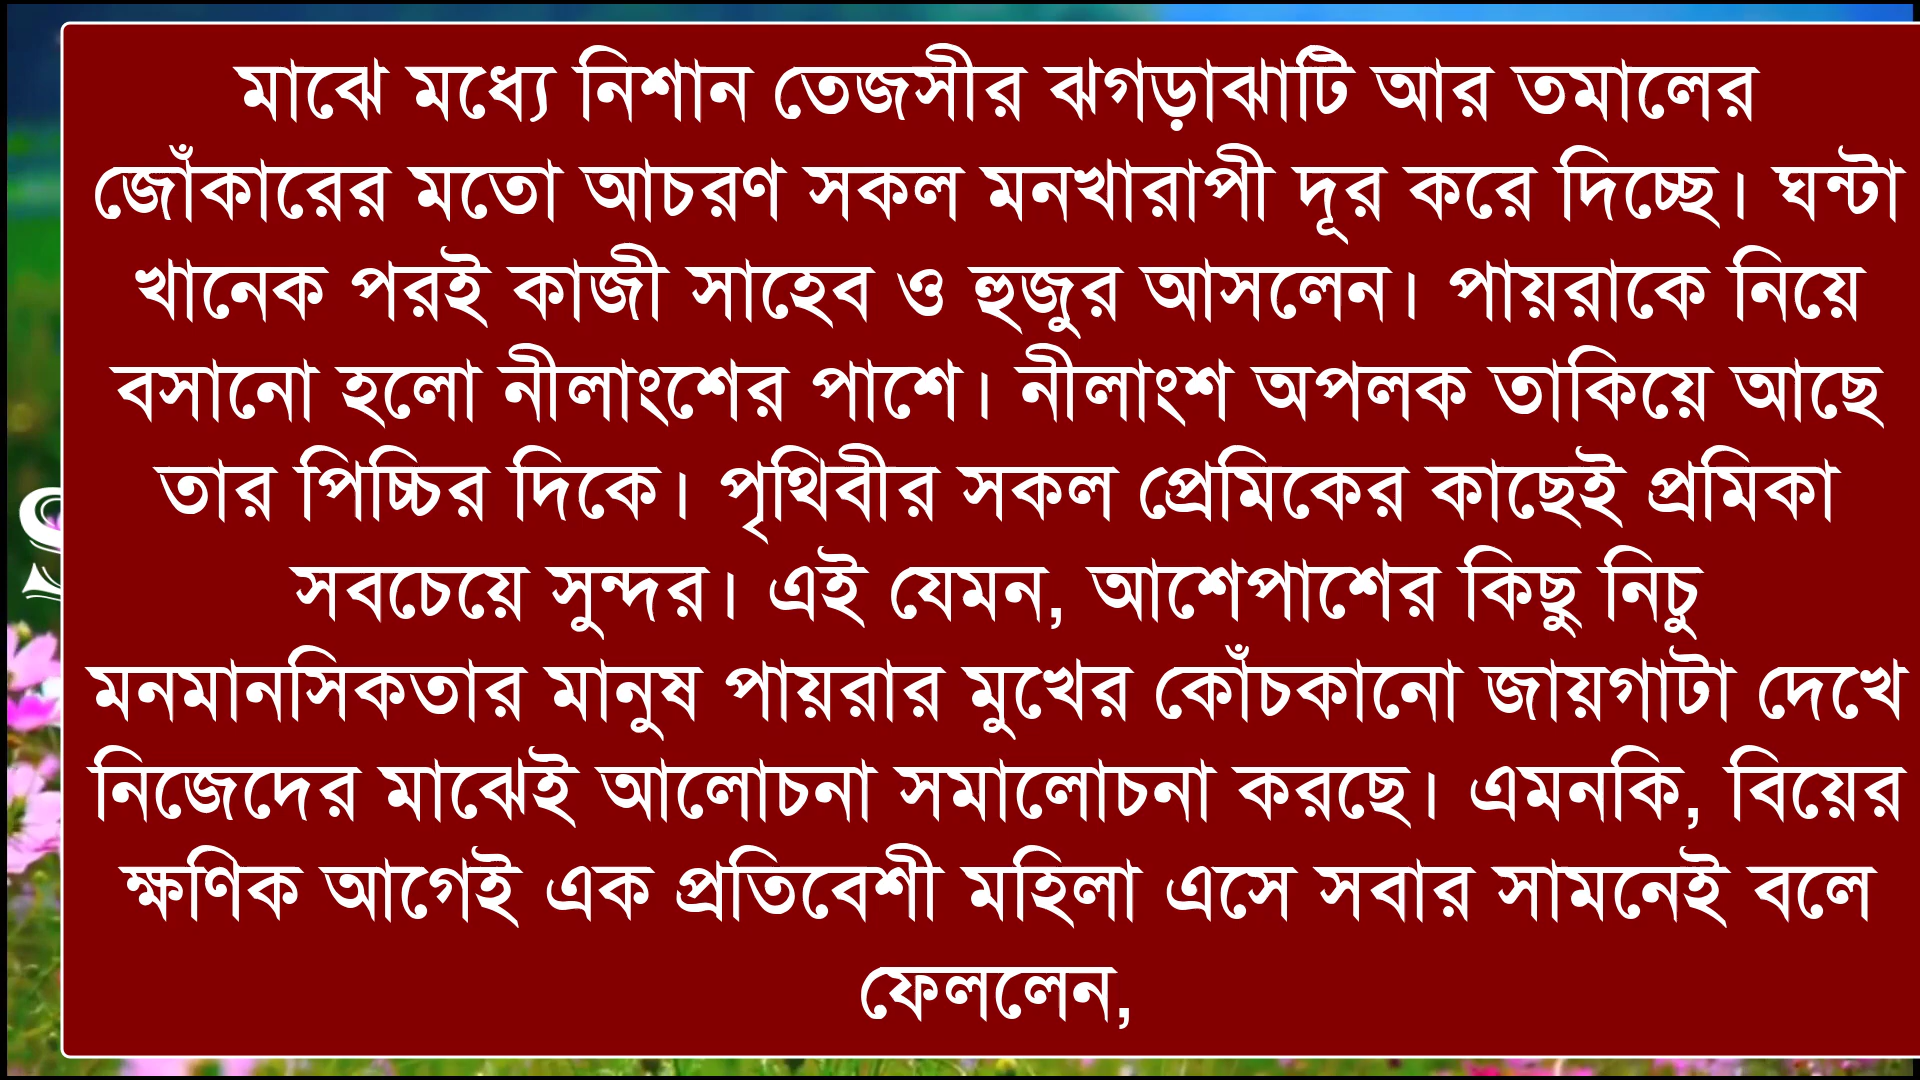 মাঝে মধ্যে নিশান তেজসীর ঝগড়াঝাটি আর তমালের
জোঁকারের মতো আচরণ সকল মনখারাপী দূর করে দিচ্ছে। ঘন্টা
খানেক পরই কাজী সাহেব ও হুজুর আসলেন। পায়রাকে নিয়ে
বসানো হলো নীলাংশের পাশে। নীলাংশ অপলক তাকিয়ে আছে
তার পিচ্চির দিকে। পৃথিবীর সকল প্রেমিকের কাছেই প্রমিকা
সবচেয়ে সুন্দর। এই যেমন, আশেপাশের কিছু নিচু
মনমানসিকতার মানুষ পায়রার মুখের কোঁচকানো জায়গাটা দেখে
নিজেদের মাঝেই আলোচনা সমালোচনা করছে। এমনকি, বিয়ের
ক্ষণিক আগেই এক প্রতিবেশী মহিলা এসে সবার সামনেই বলে
ফেললেন,